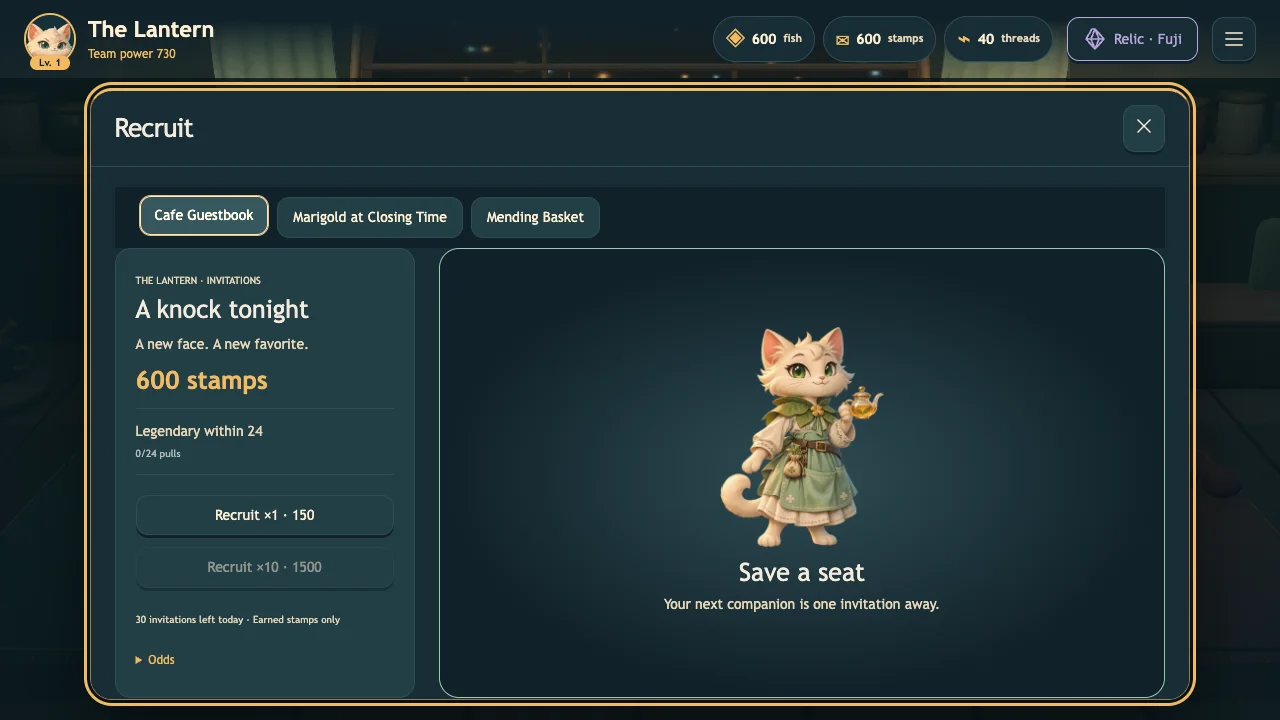 The Lantern
Team power 730
Lv. 1
600 fish
600 stamps
40 threads
Relic · Fuji
Recruit
Cafe Guestbook
Marigold at Closing Time
Mending Basket
THE LANTERN · INVITATIONS
A knock tonight
A new face. A new favorite.
600 stamps
Legendary within 24
0/24 pulls
Recruit ×1 · 150
Recruit ×10 · 1500
30 invitations left today · Earned stamps only
Odds
Save a seat
Your next companion is one invitation away.